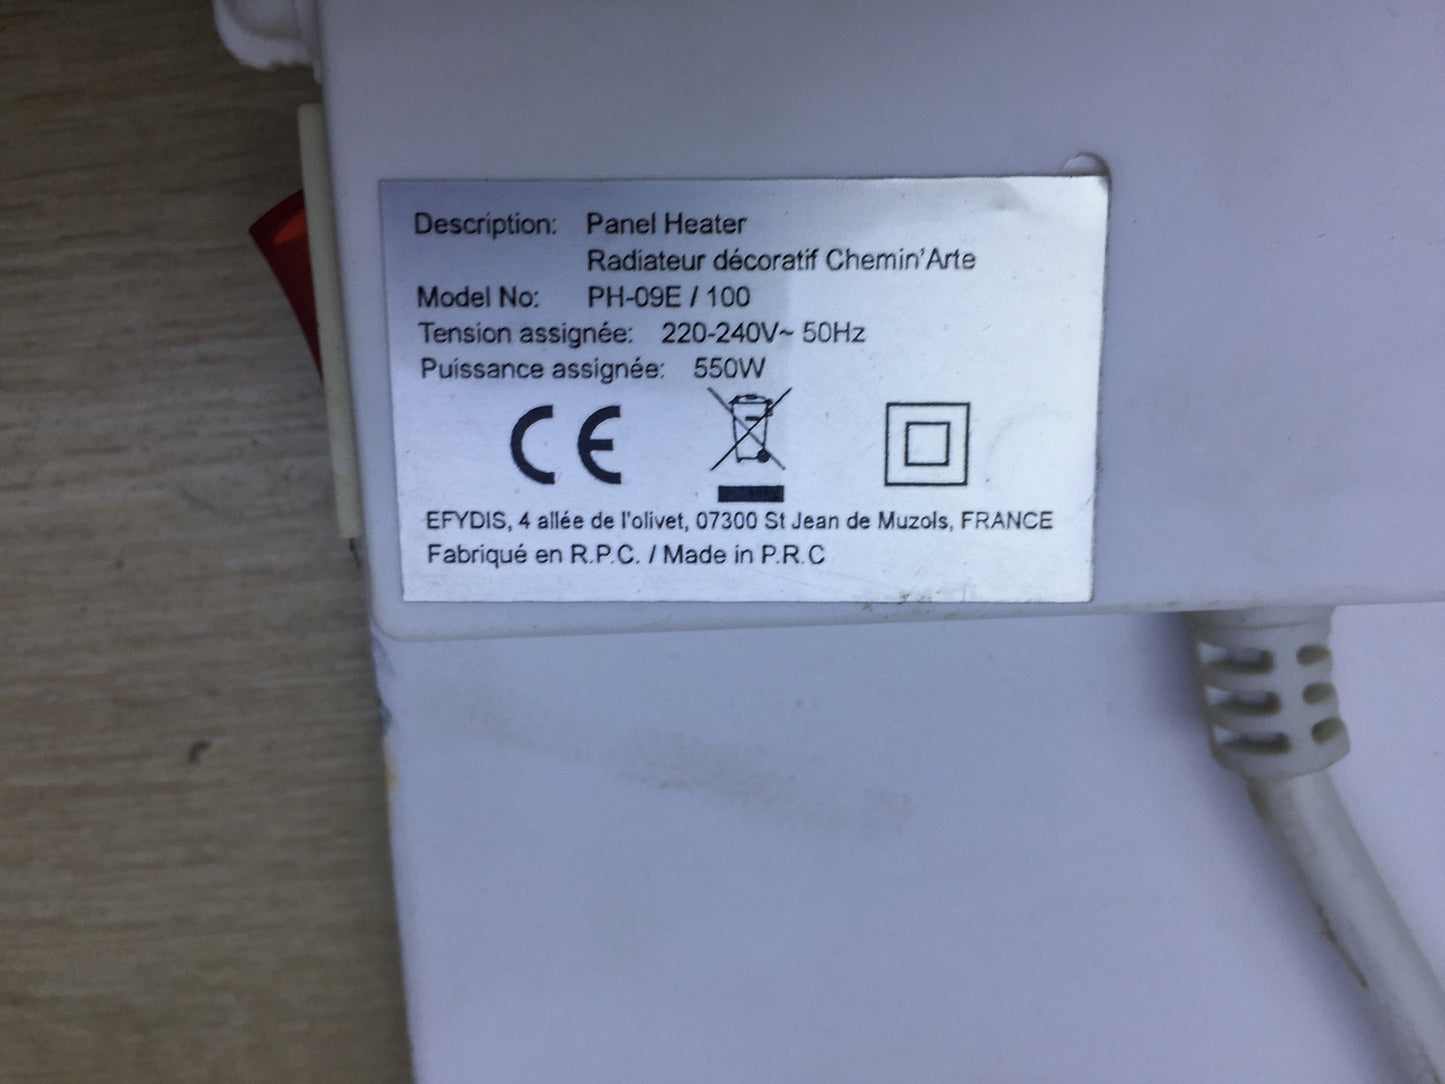 Description: Panel Heater
Radiateur décoratif Chemin'Arte
Model No: PH-09E / 100
Tension assignée: 220-240V~ 50Hz
Puissance assignée: 550W
CE
EFYDIS, 4 allée de l'olivet, 07300 St Jean de Muzols, FRANCE
Fabriqué en R.P.C. / Made in P.R.C